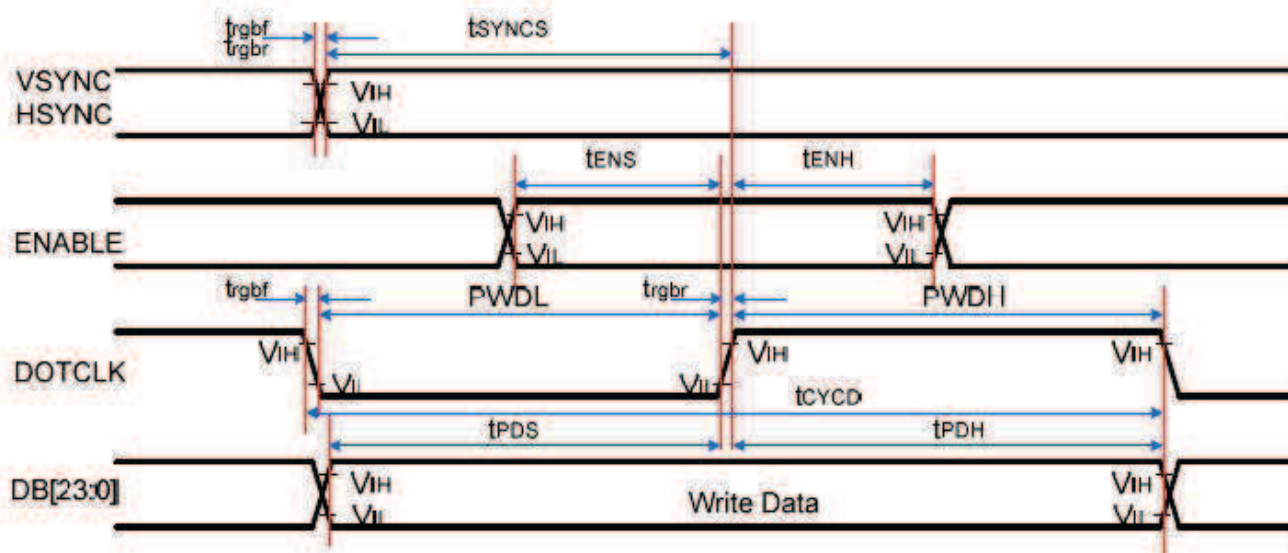 trgbf tSYNCS
trgbr
VSYNC VIH
HSYNC VIL
tENS tENH
ENABLE VIH VIH
VIL VIL
trgbf PWDL trgbr PWDH
VIH VIH VIH
DOTCLK VIL VIL
tCYCD
tPDS tPDH
DB[23:0] VIH Write Data VIH
VIL VIL